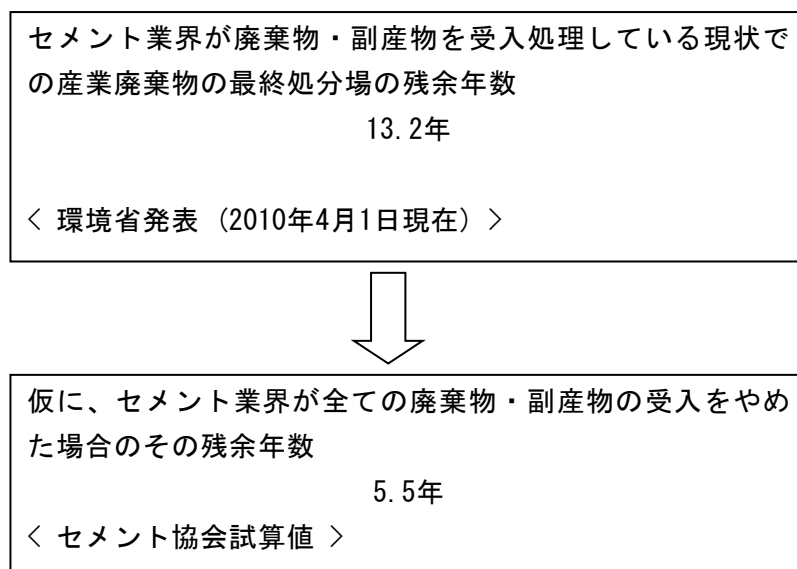 セメント業界が廃棄物・副産物を受入処理している現状で
の産業廃棄物の最終処分場の残余年数
13.2年
< 環境省発表 (2010年4月1日現在) >
仮に、セメント業界が全ての廃棄物・副産物の受入をやめ
た場合のその残余年数
5.5年
< セメント協会試算値 >